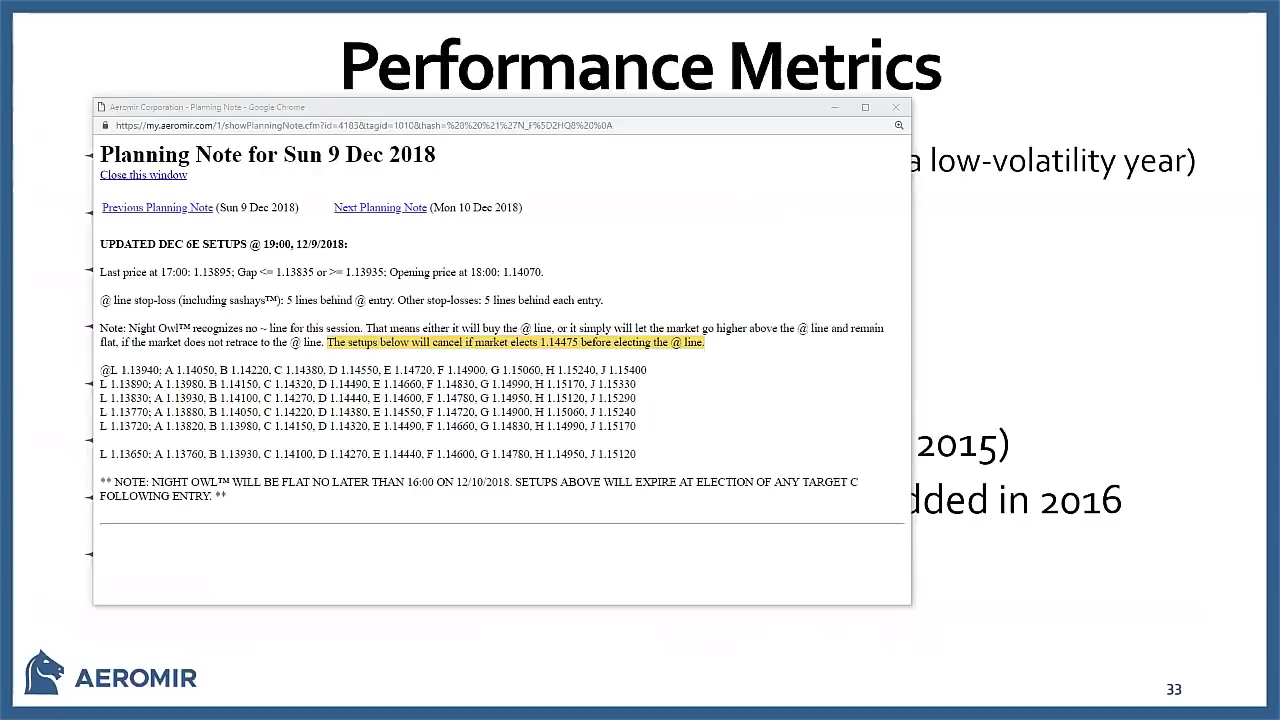 Performance Metrics
Aeromir Corporation - Planning Note - Google Chrome
https://my.aeromir.com/1/showPlanningNote.cfm?id=4183&tagid=1010&hash=%28%20%21%27N_F%5D2HQ8%20%0A
Planning Note for Sun 9 Dec 2018
a low-volatility year)
Close this window
Previous Planning Note (Sun 9 Dec 2018) Next Planning Note (Mon 10 Dec 2018)
UPDATED DEC 6E SETUPS @ 19:00, 12/9/2018:
Last price at 17:00: 1.13895; Gap <= 1.13835 or >= 1.13935; Opening price at 18:00: 1.14070.
@ line stop-loss (including sashays™): 5 lines behind @ entry. Other stop-losses: 5 lines behind each entry.
Note: Night Owl™ recognizes no ~ line for this session. That means either it will buy the @ line, or it simply will let the market go higher above the @ line and remain
flat, if the market does not retrace to the @ line. The setups below will cancel if market elects 1.14475 before electing the @ line.
@L 1.13940; A 1.14050, B 1.14220, C 1.14380, D 1.14550, E 1.14720, F 1.14900, G 1.15060, H 1.15240, J 1.15400
L 1.13890; A 1.13980, B 1.14150, C 1.14320, D 1.14490, E 1.14660, F 1.14830, G 1.14990, H 1.15170, J 1.15330
L 1.13830; A 1.13930, B 1.14100, C 1.14270, D 1.14440, E 1.14600, F 1.14780, G 1.14950, H 1.15120, J 1.15290
L 1.13770; A 1.13880, B 1.14050, C 1.14220, D 1.14380, E 1.14550, F 1.14720, G 1.14900, H 1.15060, J 1.15240
L 1.13720; A 1.13820, B 1.13980, C 1.14150, D 1.14320, E 1.14490, F 1.14660, G 1.14830, H 1.14990, J 1.15170
2015)
L 1.13650; A 1.13760, B 1.13930, C 1.14100, D 1.14270, E 1.14440, F 1.14600, G 1.14780, H 1.14950, J 1.15120
** NOTE: NIGHT OWL™ WILL BE FLAT NO LATER THAN 16:00 ON 12/10/2018. SETUPS ABOVE WILL EXPIRE AT ELECTION OF ANY TARGET C
FOLLOWING ENTRY. **
dded in 2016
AEROMIR
33